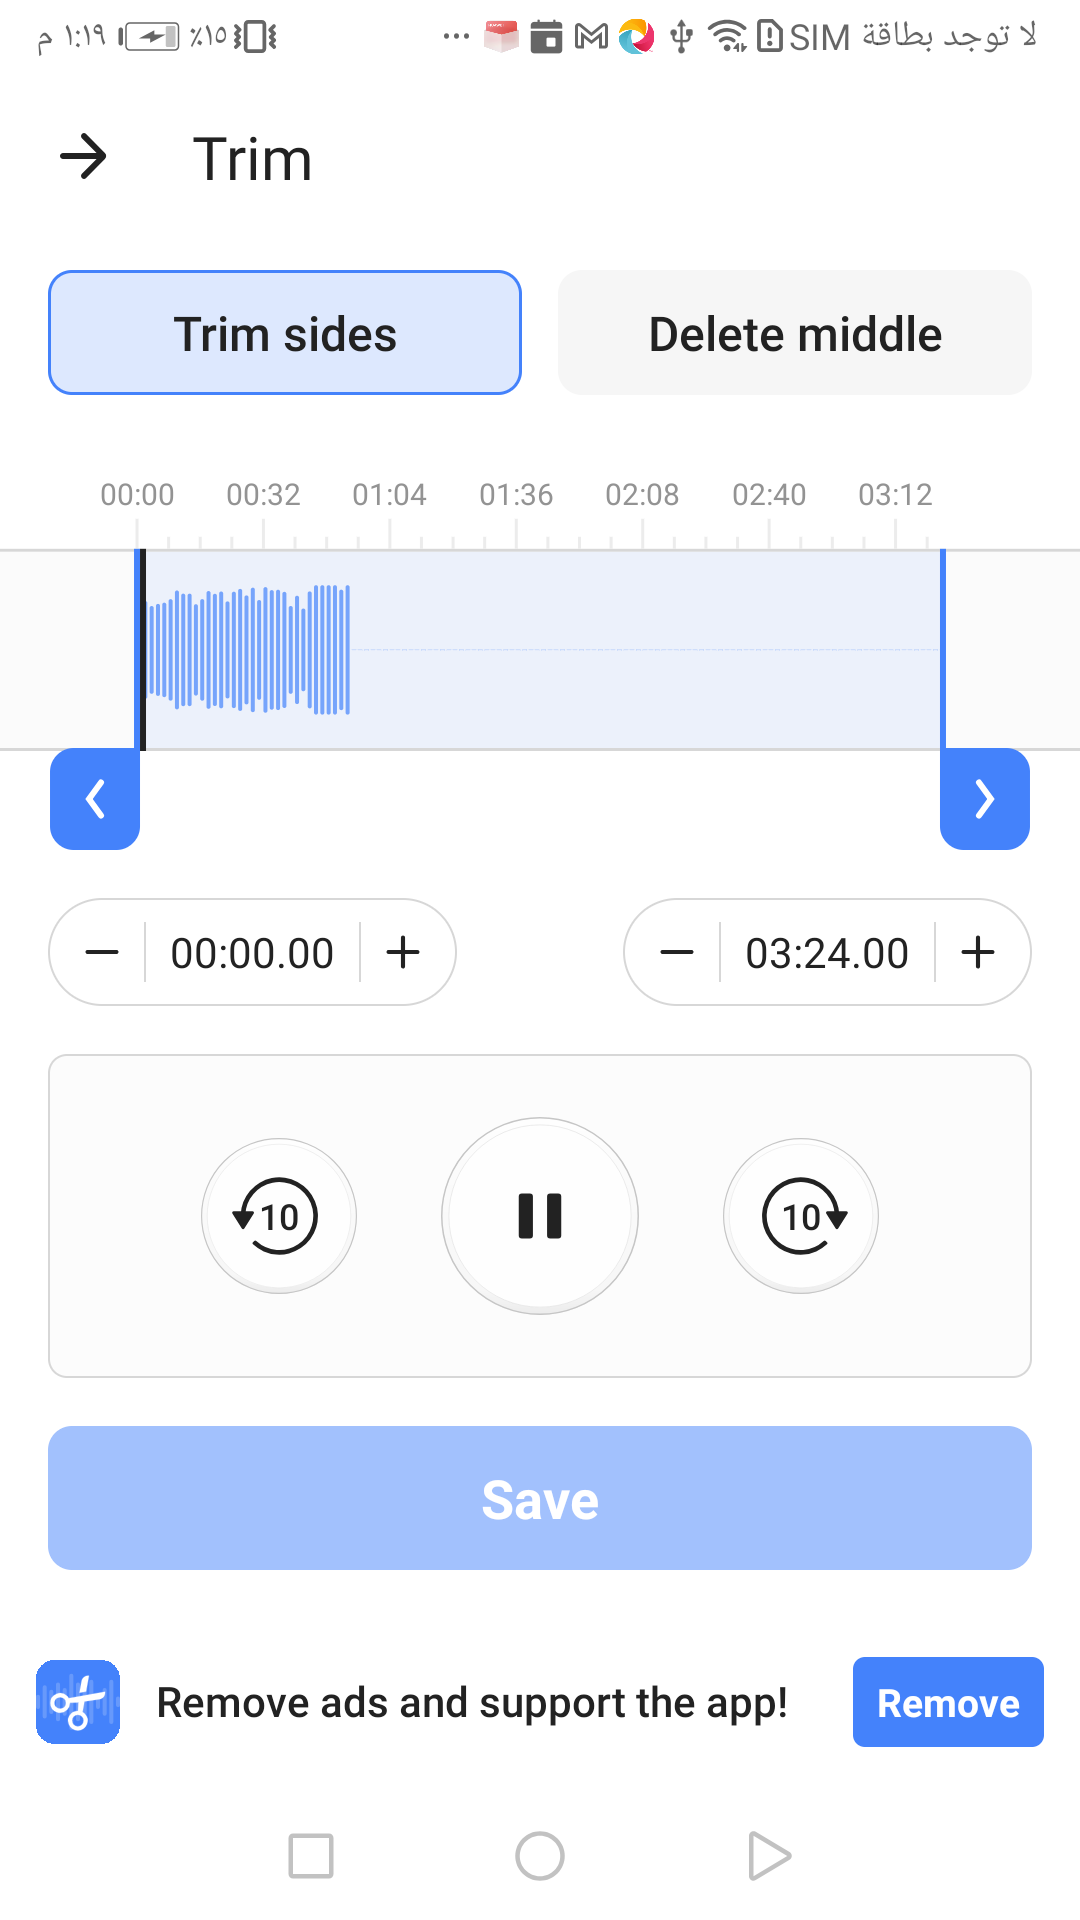 لا توجد بطاقة SIM ٪١٥ ١:١٩ م
Trim
Trim sides Delete middle
00:00 00:32 01:04 01:36 02:08 02:40 03:12
00:00.00 03:24.00
10 10
Save
Remove ads and support the app! Remove